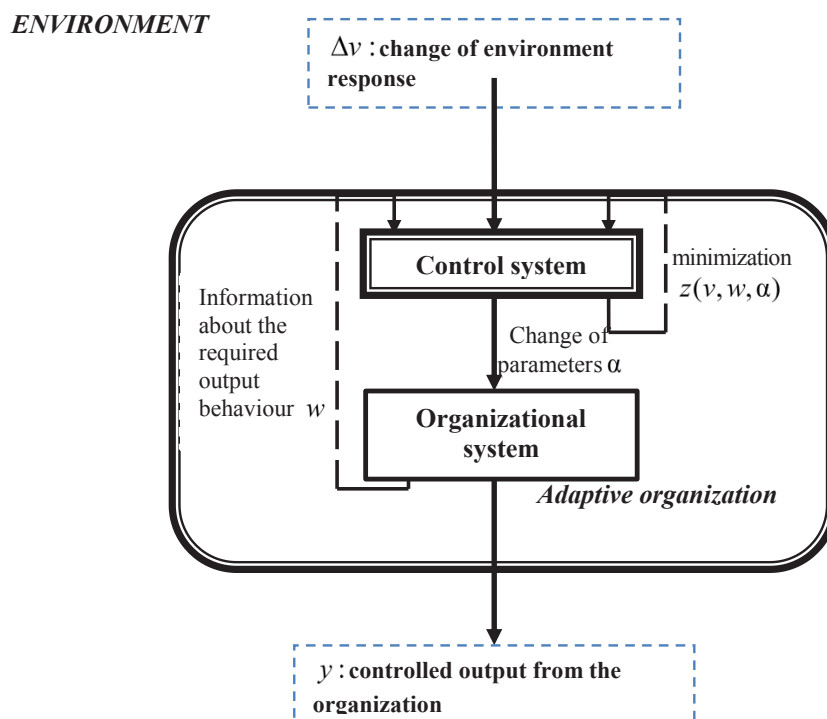 ENVIRONMENT
Δv : change of environment
response
Control system
minimization
z(v, w, α)
Information
about the
required
output
behaviour w
Change of
parameters α
Organizational
system
Adaptive organization
y : controlled output from the
organization